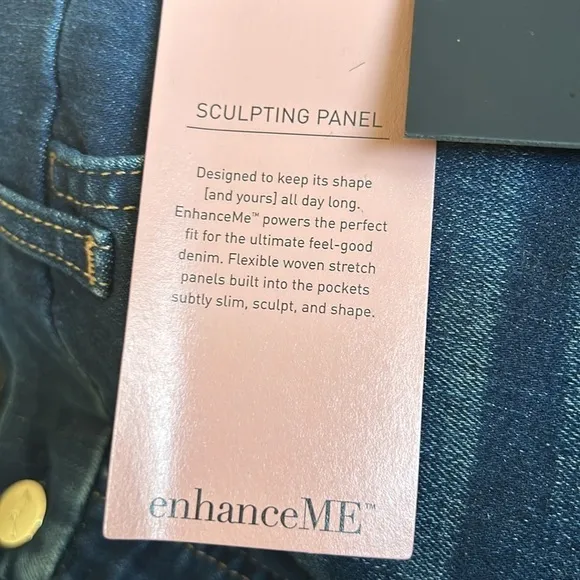 SCULPTING PANEL
Designed to keep its shape
[and yours] all day long.
EnhanceMe™ powers the perfect
fit for the ultimate feel-good
denim. Flexible woven stretch
panels built into the pockets
subtly slim, sculpt, and shape.
enhanceME™